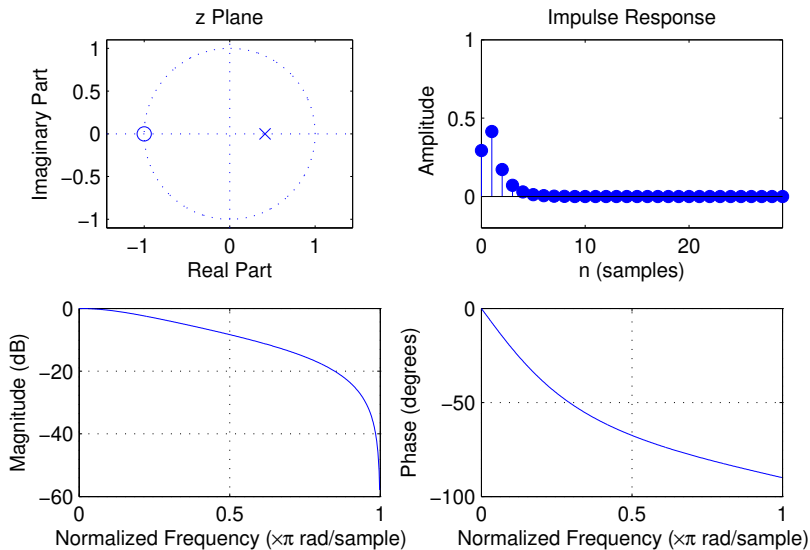 z Plane
Imaginary Part
1
0.5
0
−0.5
−1
−1
0
1
Real Part
Impulse Response
Amplitude
1
0.5
0
0
10
20
n (samples)
Magnitude (dB)
0
−20
−40
−60
0
0.5
1
Normalized Frequency (×π rad/sample)
Phase (degrees)
0
−50
−100
0
0.5
1
Normalized Frequency (×π rad/sample)